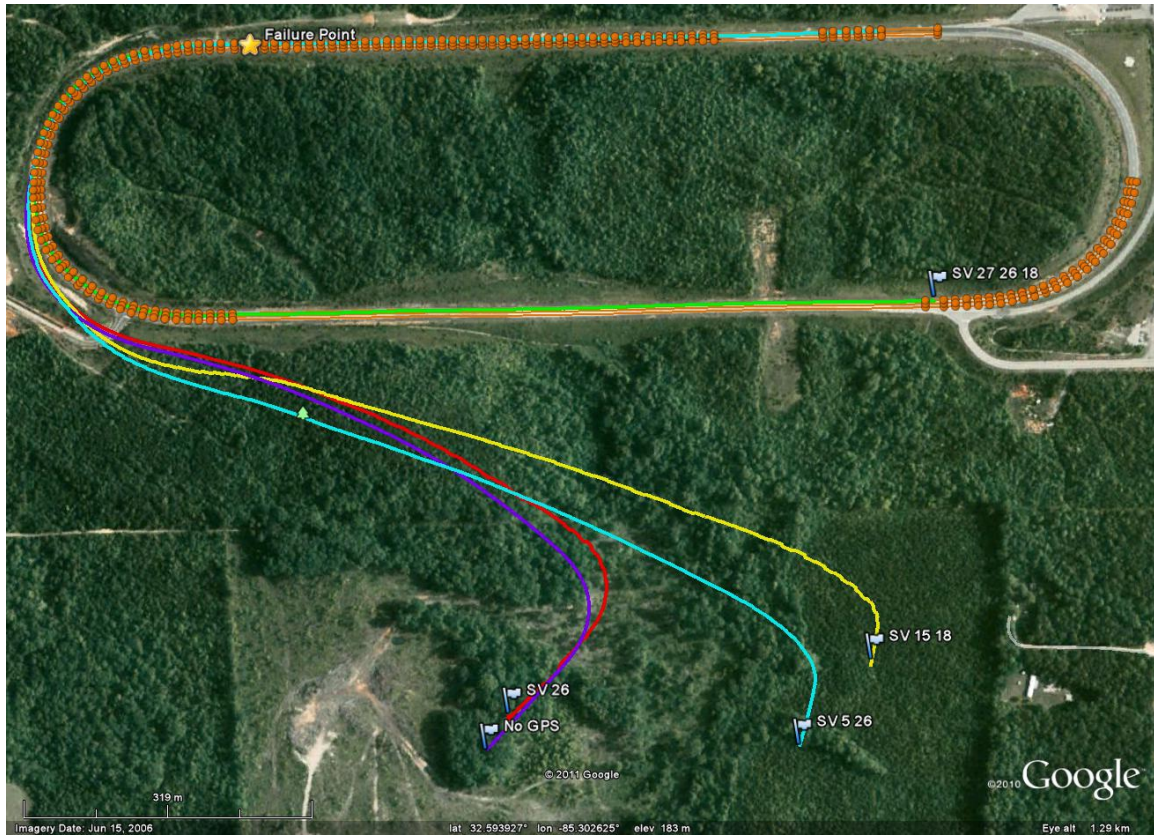 Failure Point
SV 27 26 18
SV 15 18
SV 26
No GPS
SV 5 26
© 2011 Google
©2010 Google
319 m
Imagery Date: Jun 15, 2006 lat 32.593927° lon -85.302625° elev 183 m Eye alt 1.29 km